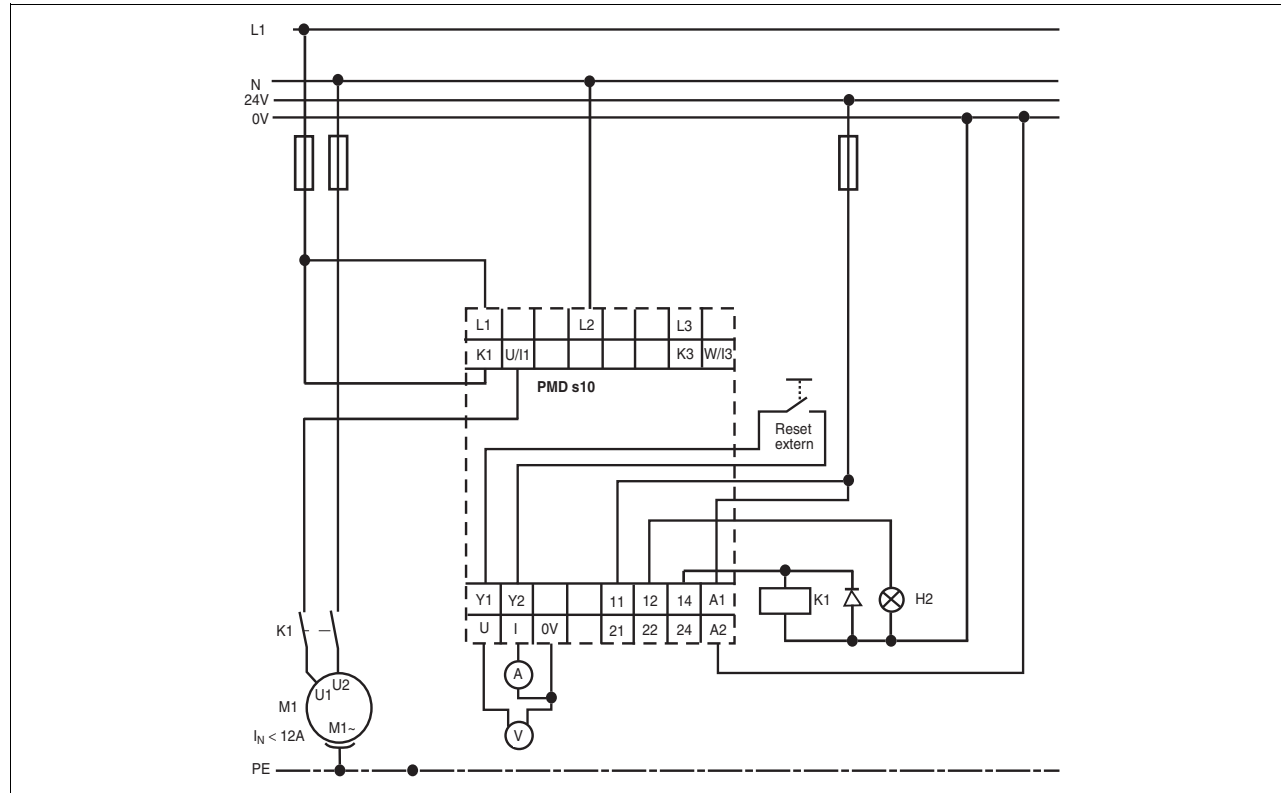 L1
N
24V
0V
L1 L2 L3
K1 U/I1 K3 W/I3
PMD s10
Reset
extern
Y1 Y2 11 12 14 A1
U I 0V 21 22 24 A2
K1 H2
K1
A
V
U1 U2
M1
M1~
IN < 12A
PE